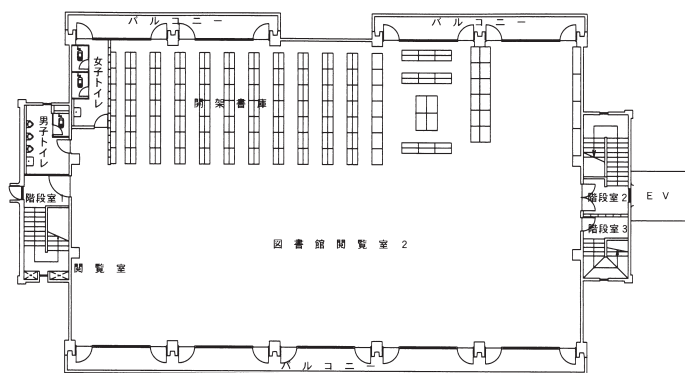 バルコニー
バルコニー
女子トイレ
開架書庫
男子トイレ
階段室1
階段室2
EV
階段室3
図書館閲覧室2
閲覧室
バルコニー